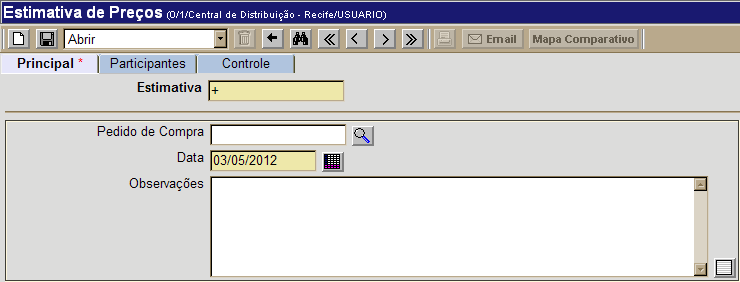 Estimativa de Preços (0/1/Central de Distribuição - Recife/USUARIO)
Abrir Email Mapa Comparativo
Principal * Participantes Controle
Estimativa +
Pedido de Compra
Data 03/05/2012
Observações